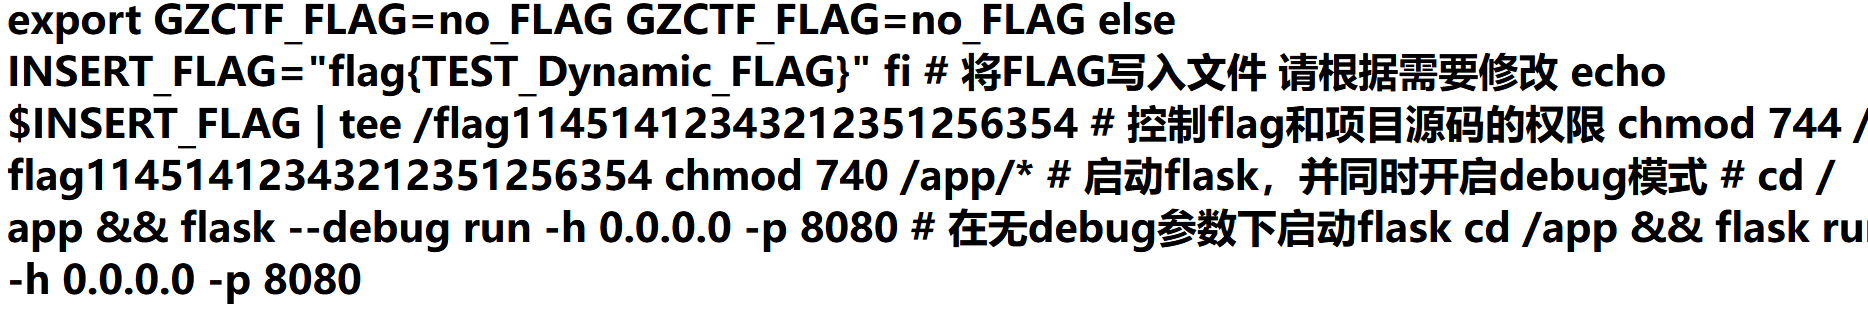 export GZCTF_FLAG=no_FLAG GZCTF_FLAG=no_FLAG else
INSERT_FLAG="flag{TEST_Dynamic_FLAG}" fi # 将FLAG写入文件 请根据需要修改 echo
$INSERT_FLAG | tee /flag11451412343212351256354 # 控制flag和项目源码的权限 chmod 744 /
flag11451412343212351256354 chmod 740 /app/* # 启动flask，并同时开启debug模式 # cd /
app && flask --debug run -h 0.0.0.0 -p 8080 # 在无debug参数下启动flask cd /app && flask run
-h 0.0.0.0 -p 8080